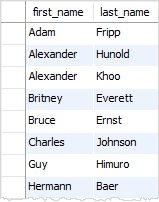 first_name last_name
Adam Fripp
Alexander Hunold
Alexander Khoo
Britney Everett
Bruce Ernst
Charles Johnson
Guy Himuro
Hermann Baer